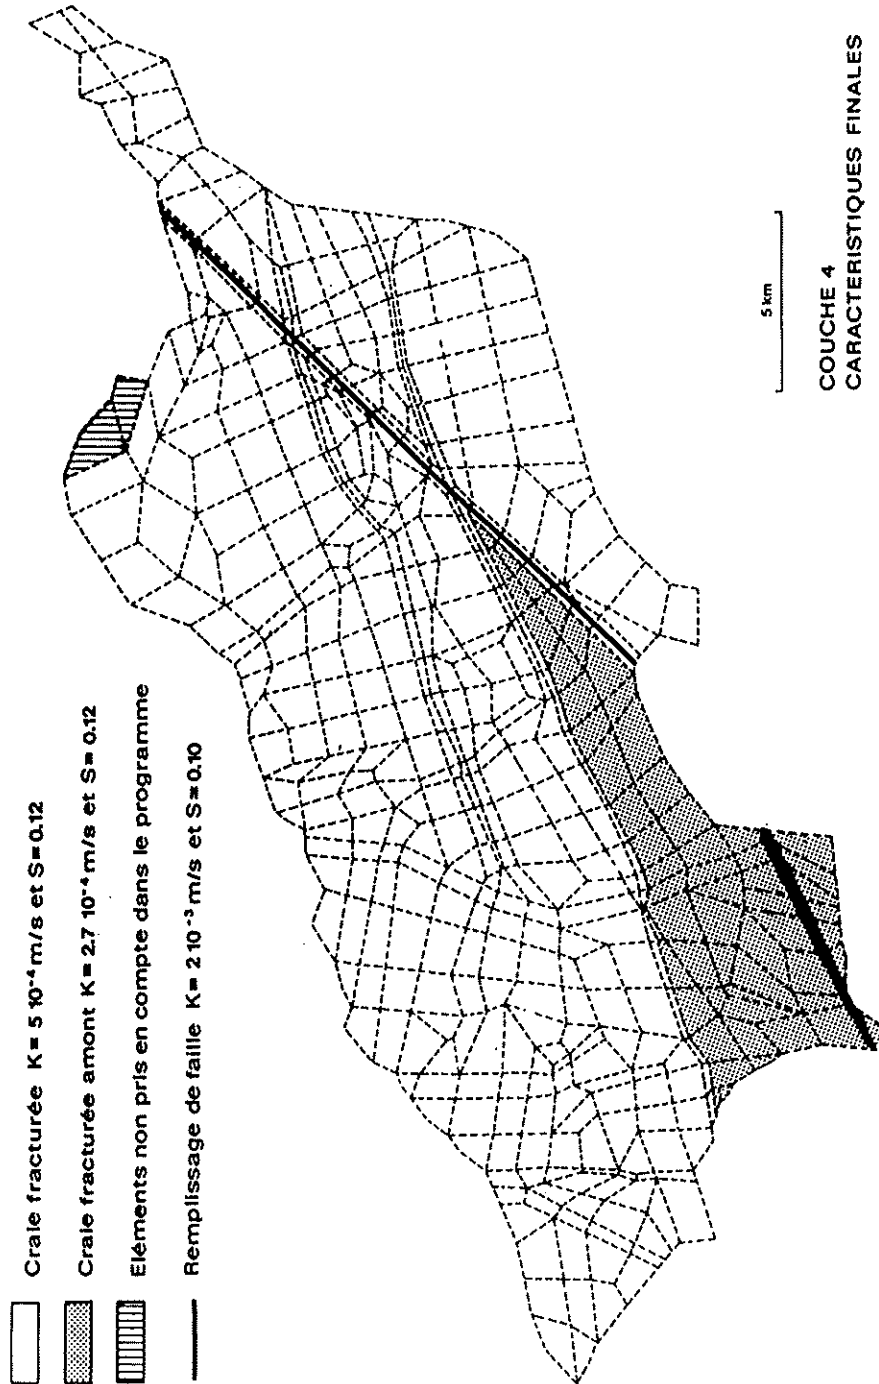 Craie fracturée K = 5 10⁻⁴ m/s et S = 0.12
Craie fracturée amont K = 2.7 10⁻⁴ m/s et S = 0.12
Eléments non pris en compte dans le programme
Remplissage de faille K = 2 10⁻³ m/s et S = 0.10
5 km
COUCHE 4
CARACTERISTIQUES FINALES